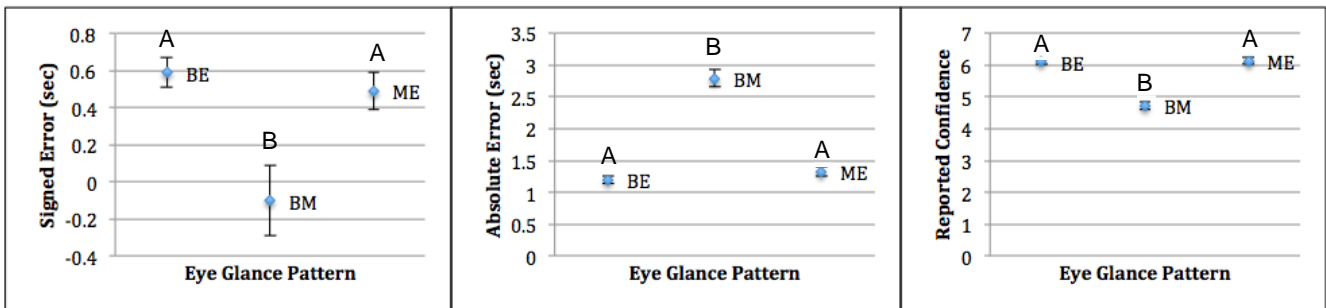 Signed Error (sec)
0.8
0.6
0.4
0.2
0
-0.2
-0.4
A
BE
B
BM
A
ME
Eye Glance Pattern
Absolute Error (sec)
3.5
3
2.5
2
1.5
1
0.5
0
A
BE
B
BM
A
ME
Eye Glance Pattern
Reported Confidence
7
6
5
4
3
2
1
0
A
BE
B
BM
A
ME
Eye Glance Pattern